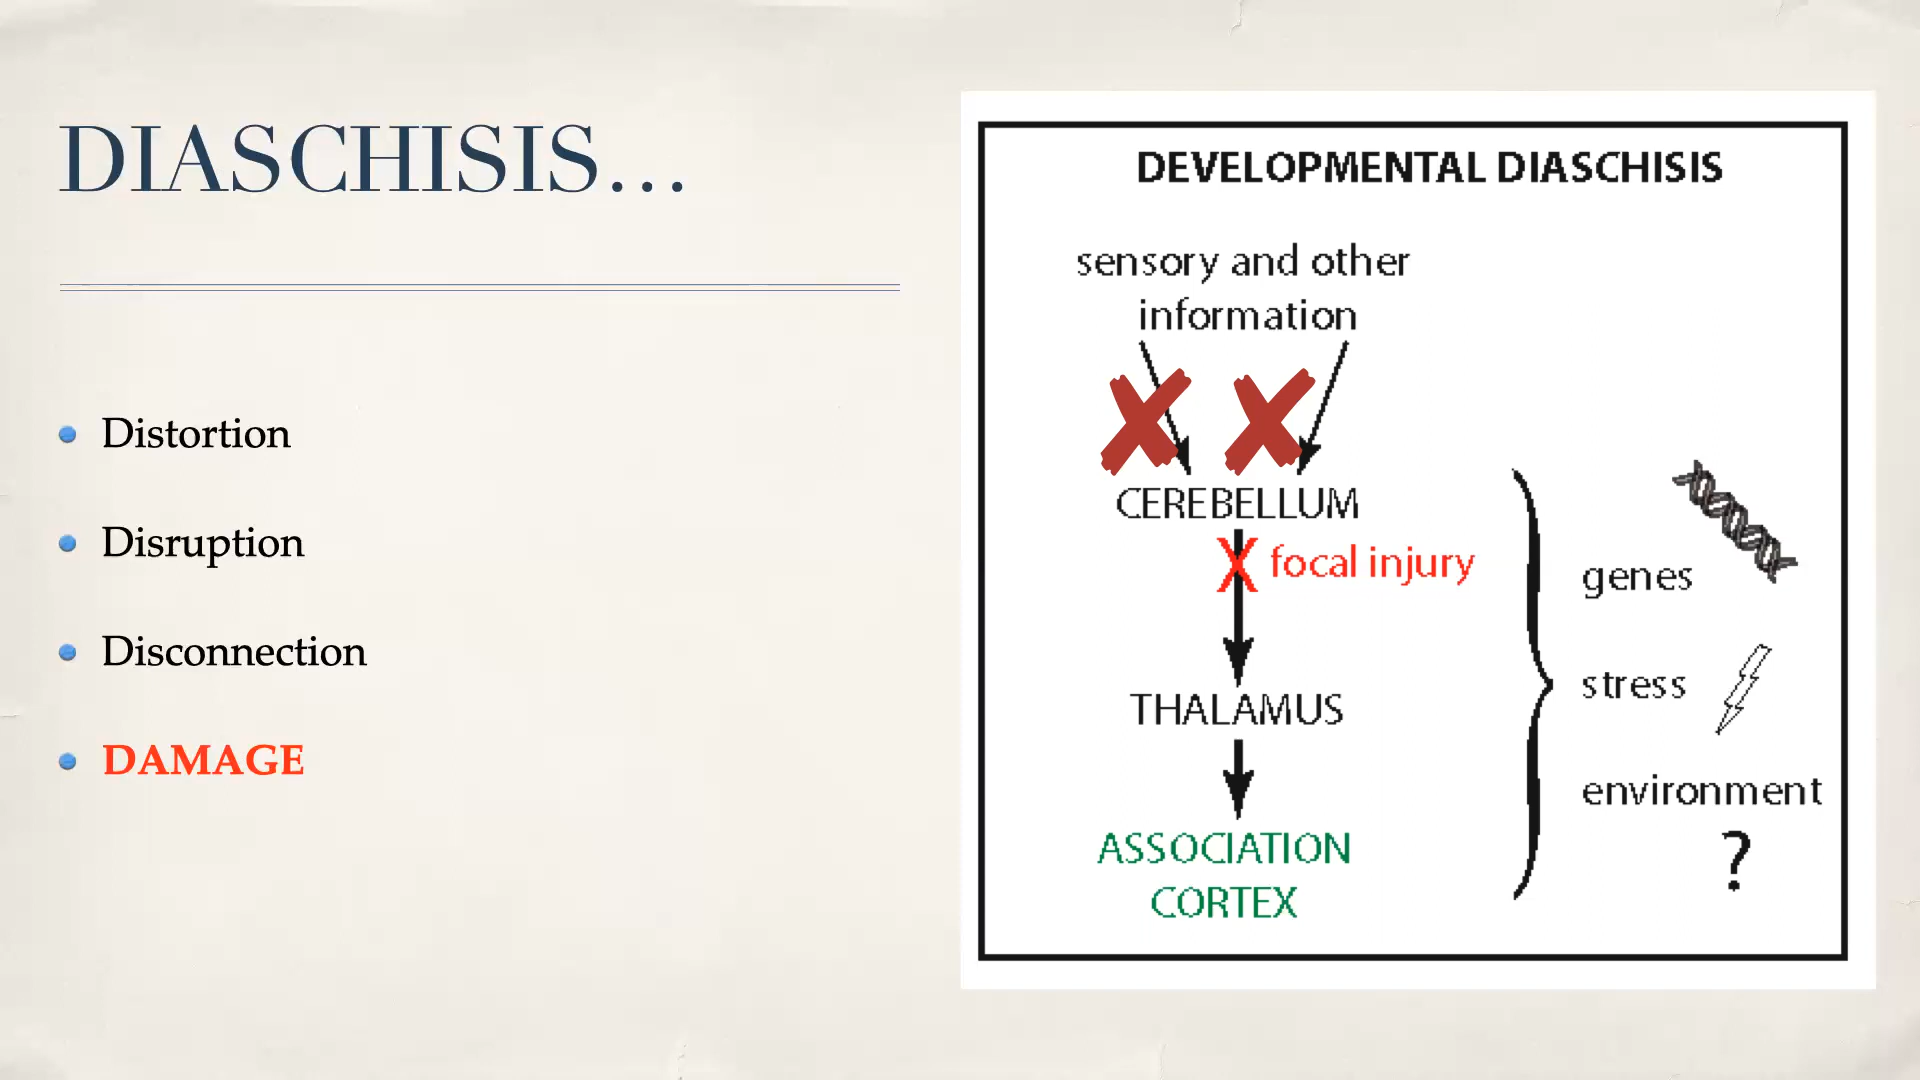 DIASCHISIS...
Distortion
Disruption
Disconnection
DAMAGE
DEVELOPMENTAL DIASCHISIS
sensory and other
information
CEREBELLUM
X focal injury
THALAMUS
ASSOCIATION
CORTEX
genes
stress
environment
?